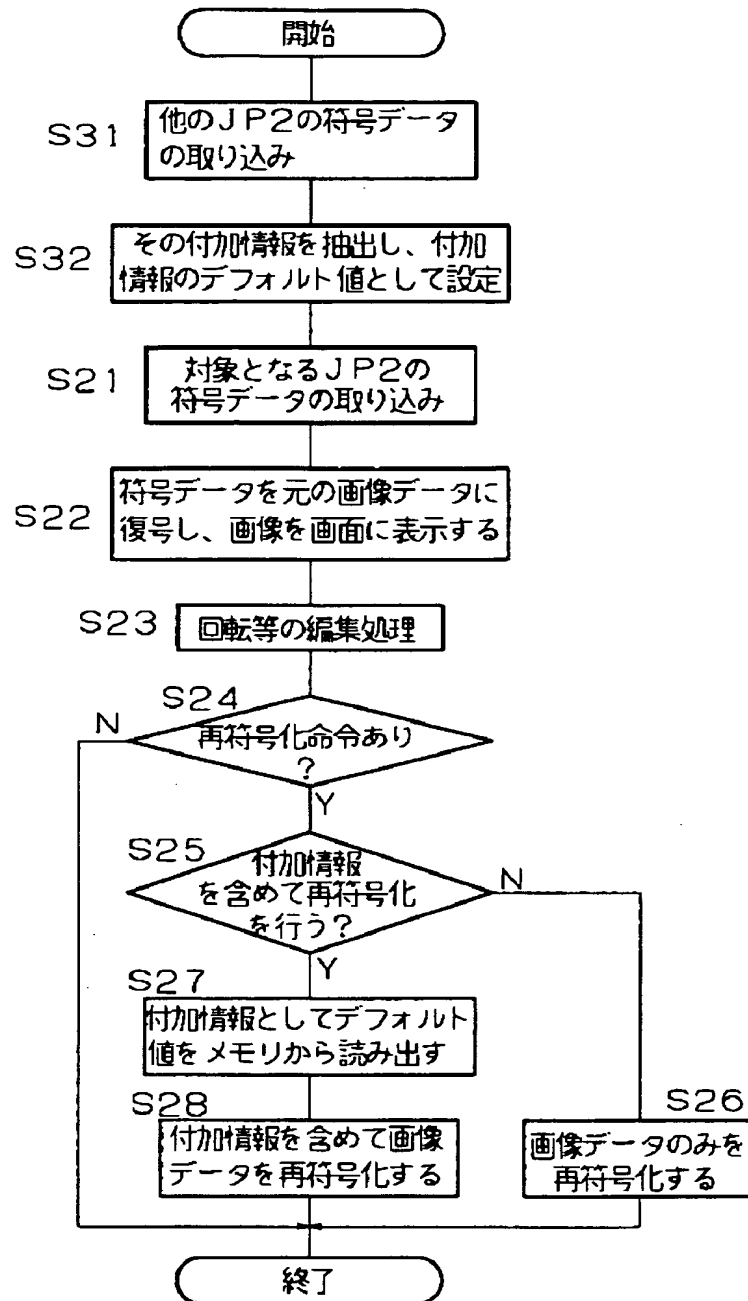 開始
S31
他のJP2の符号データ
の取り込み
S32
その付加情報を抽出し、付加
情報のデフォルト値として設定
S21
対象となるJP2の
符号データの取り込み
S22
符号データを元の画像データに
復号し、画像を画面に表示する
S23
回転等の編集処理
S24
N
再符号化命令あり
?
Y
S25
付加情報
を含めて再符号化
を行う?
N
Y
S27
付加情報としてデフォルト
値をメモリから読み出す
S28
付加情報を含めて画像
データを再符号化する
S26
画像データのみを
再符号化する
終了